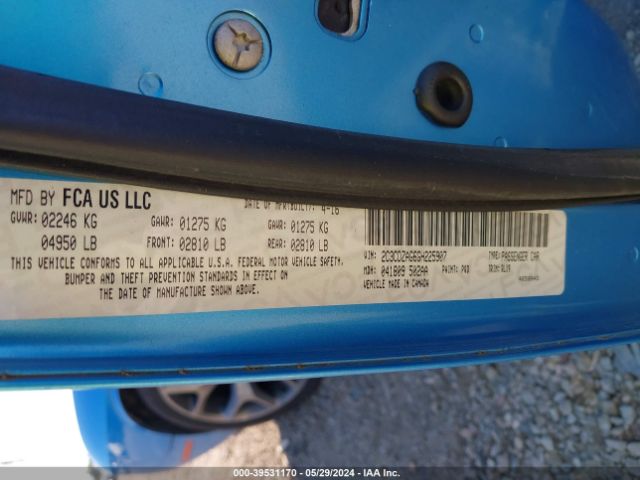 MFD BY FCA US LLC
DATE OF MFR: 4-16
GVWR: 02246 KG GAWR: 01275 KG GAWR: 01275 KG
04950 LB FRONT: 02810 LB REAR: 02810 LB
THIS VEHICLE CONFORMS TO ALL APPLICABLE U.S.A. FEDERAL MOTOR VEHICLE SAFETY,
BUMPER AND THEFT PREVENTION STANDARDS IN EFFECT ON
THE DATE OF MANUFACTURE SHOWN ABOVE.
VIN: 2C3CDZAG6GH225907 TYPE: PASSENGER CAR
MDH: 041809 502AA PAINT: PQD TRIM:
VEHICLE MADE IN CANADA
000-39531170 - 05/29/2024 - IAA Inc.